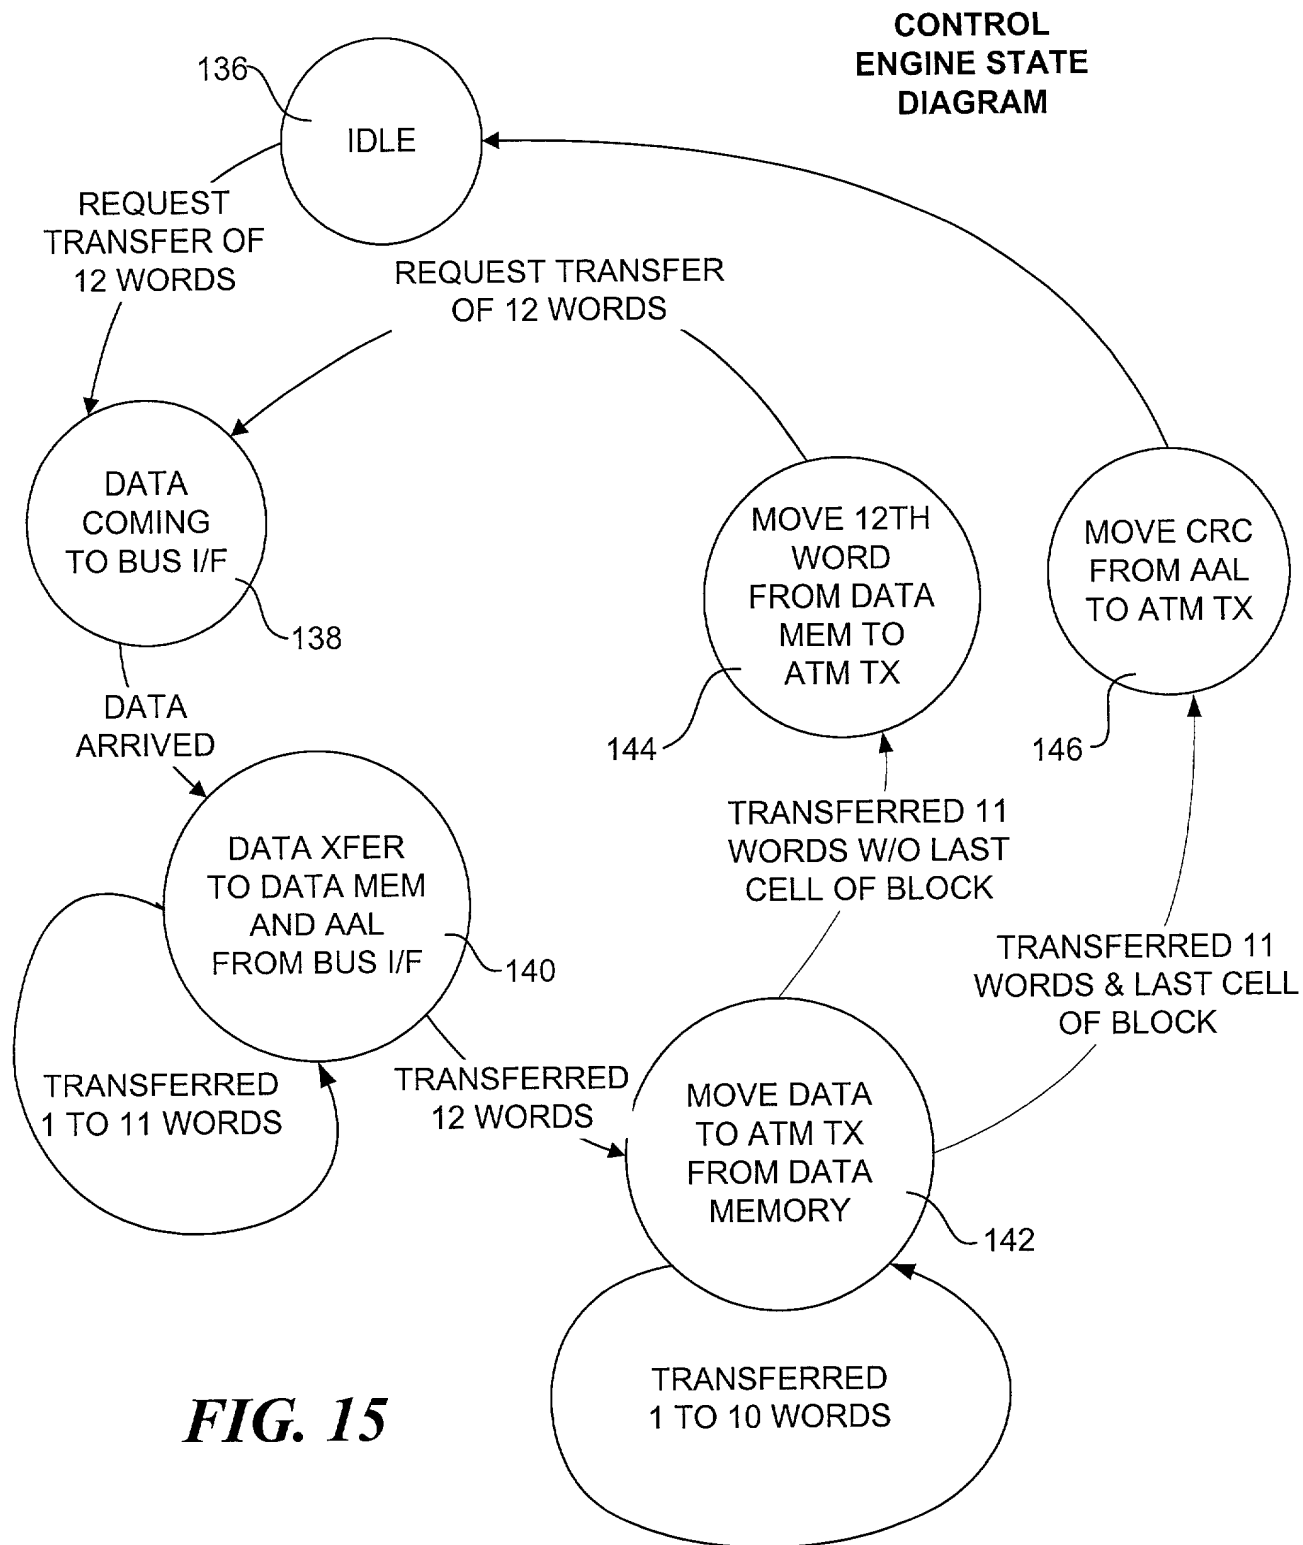 CONTROL
ENGINE STATE
DIAGRAM
136
IDLE
REQUEST
TRANSFER OF
12 WORDS
REQUEST TRANSFER
OF 12 WORDS
DATA
COMING
TO BUS I/F
138
MOVE 12TH
WORD
FROM DATA
MEM TO
ATM TX
144
MOVE CRC
FROM AAL
TO ATM TX
146
DATA
ARRIVED
DATA XFER
TO DATA MEM
AND AAL
FROM BUS I/F
140
TRANSFERRED 11
WORDS W/O LAST
CELL OF BLOCK
TRANSFERRED 11
WORDS & LAST CELL
OF BLOCK
TRANSFERRED
1 TO 11 WORDS
TRANSFERRED
12 WORDS
MOVE DATA
TO ATM TX
FROM DATA
MEMORY
142
TRANSFERRED
1 TO 10 WORDS
FIG. 15